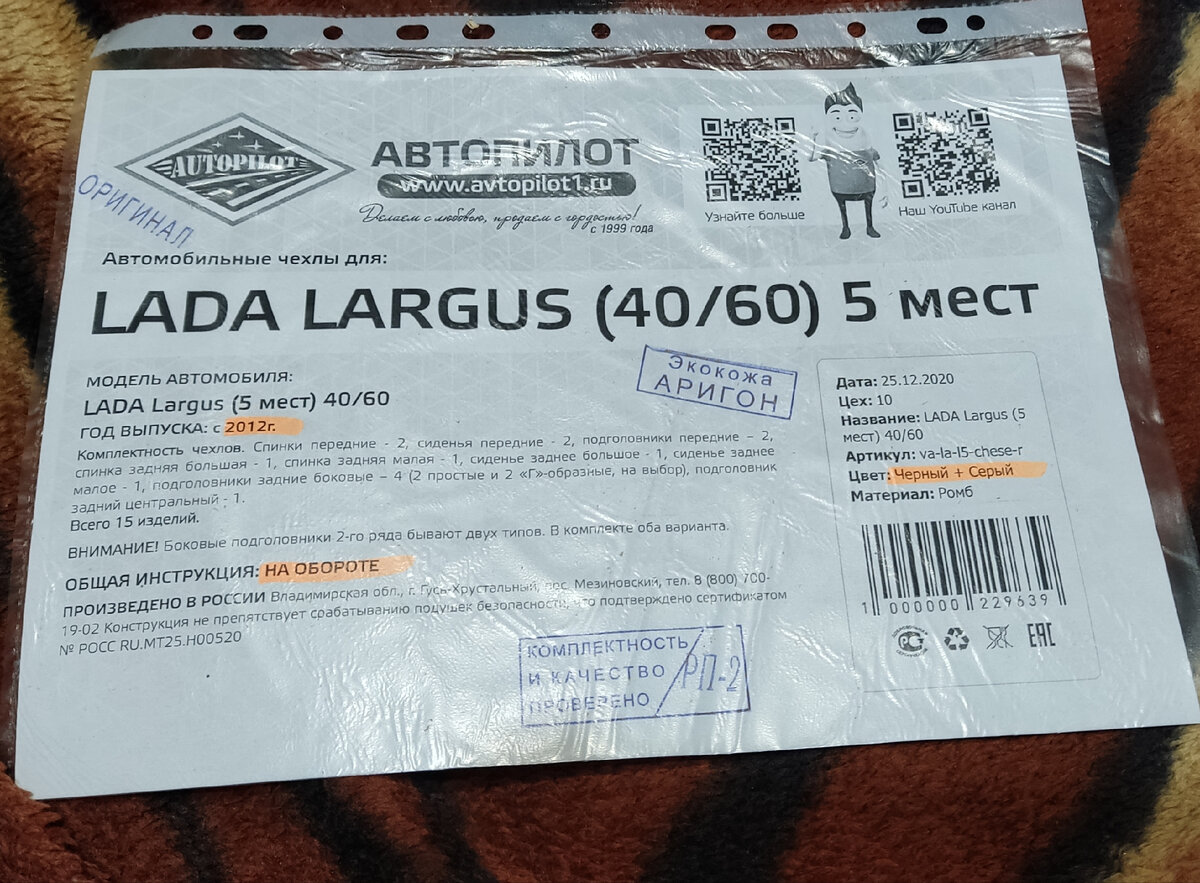 AUTOPILOT
ОРИГИНАЛ
АВТОПИЛОТ
www.avtopilot1.ru
Делаем с любовью, продаем с гордостью!
с 1999 года
Узнайте больше
Наш YouTube канал
Автомобильные чехлы для:
LADA LARGUS (40/60) 5 мест
МОДЕЛЬ АВТОМОБИЛЯ:
LADA Largus (5 мест) 40/60
ГОД ВЫПУСКА: с 2012г.
Комплектность чехлов. Спинки передние - 2, сиденья передние - 2, подголовники передние – 2,
спинка задняя большая - 1, спинка задняя малая - 1, сиденье заднее большое - 1, сиденье заднее
малое - 1, подголовники задние боковые – 4 (2 простые и 2 «Г»-образные, на выбор), подголовник
задний центральный - 1.
Всего 15 изделий.
ВНИМАНИЕ! Боковые подголовники 2-го ряда бывают двух типов. В комплекте оба варианта.
ОБЩАЯ ИНСТРУКЦИЯ: НА ОБОРОТЕ
ПРОИЗВЕДЕНО В РОССИИ Владимирская обл., г. Гусь-Хрустальный, пос. Мезиновский, тел. 8 (800) 700-
19-02 Конструкция не препятствует срабатыванию подушек безопасности, что подтверждено сертификатом
№ РОСС RU.МТ25.Н00520
Экокожа
АРИГОН
Дата: 25.12.2020
Цех: 10
Название: LADA Largus (5
мест) 40/60
Артикул: va-la-l5-chese-r
Цвет: Черный + Серый
Материал: Ромб
1 000000 229639
ЕАС
КОМПЛЕКТНОСТЬ
И КАЧЕСТВО
ПРОВЕРЕНО
РП-2